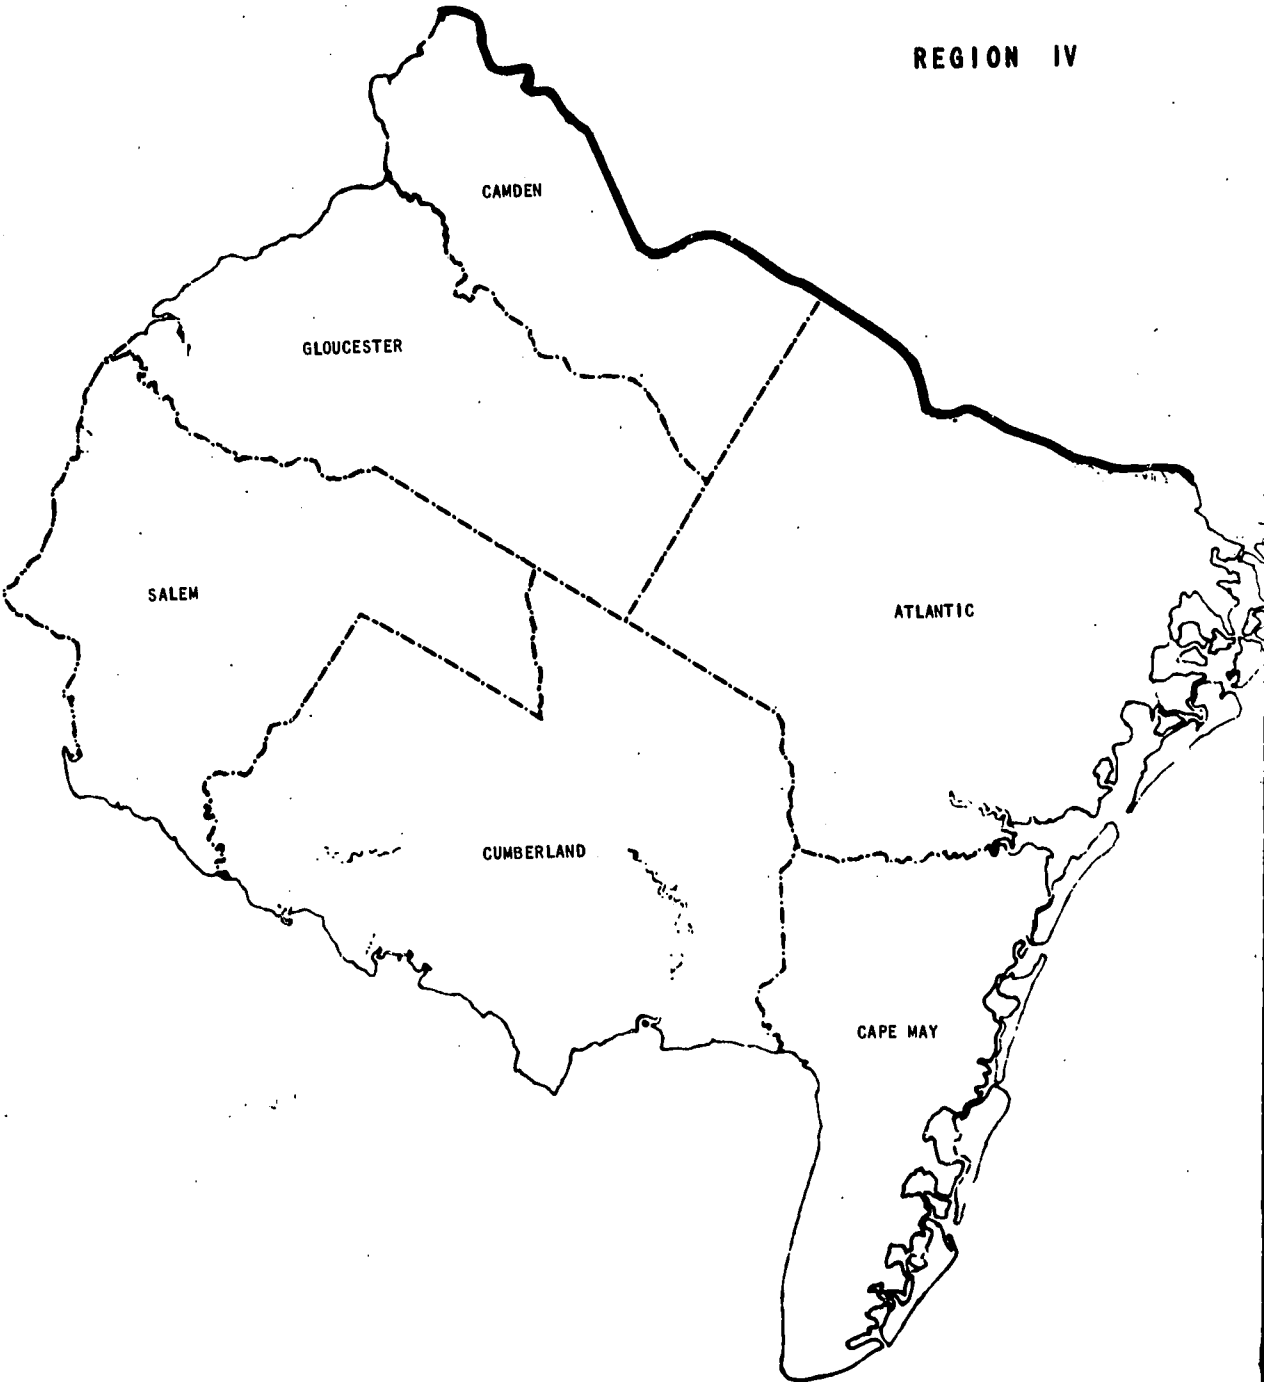 REGION IV
CAMDEN
GLOUCESTER
SALEM
ATLANTIC
CUMBERLAND
CAPE MAY